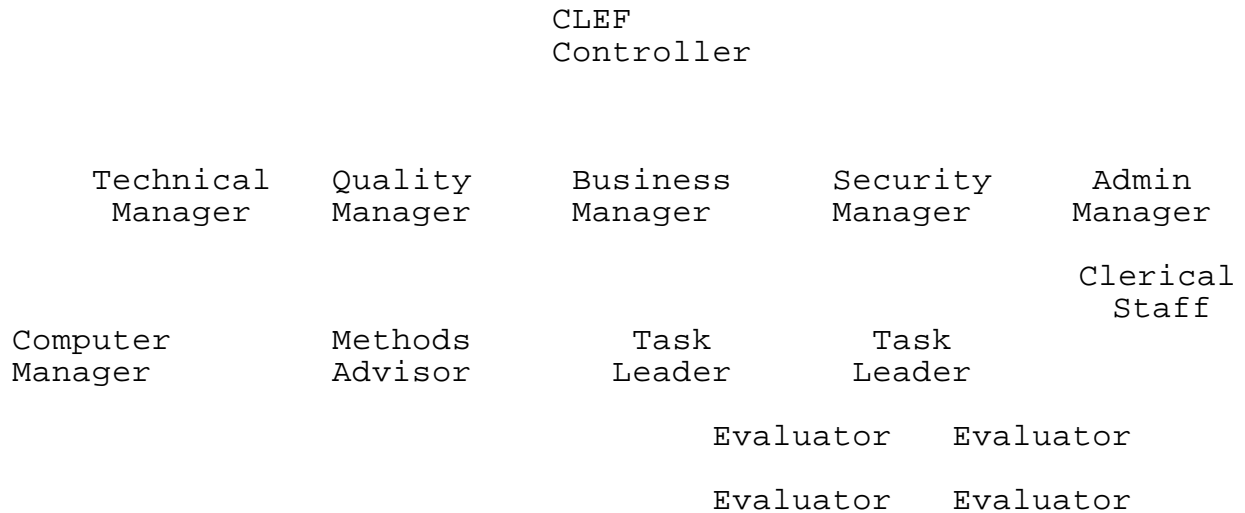 CLEF
Controller
Technical Quality Business Security Admin
Manager Manager Manager Manager Manager
Clerical
Staff
Computer Methods Task Task
Manager Advisor Leader Leader
Evaluator Evaluator
Evaluator Evaluator